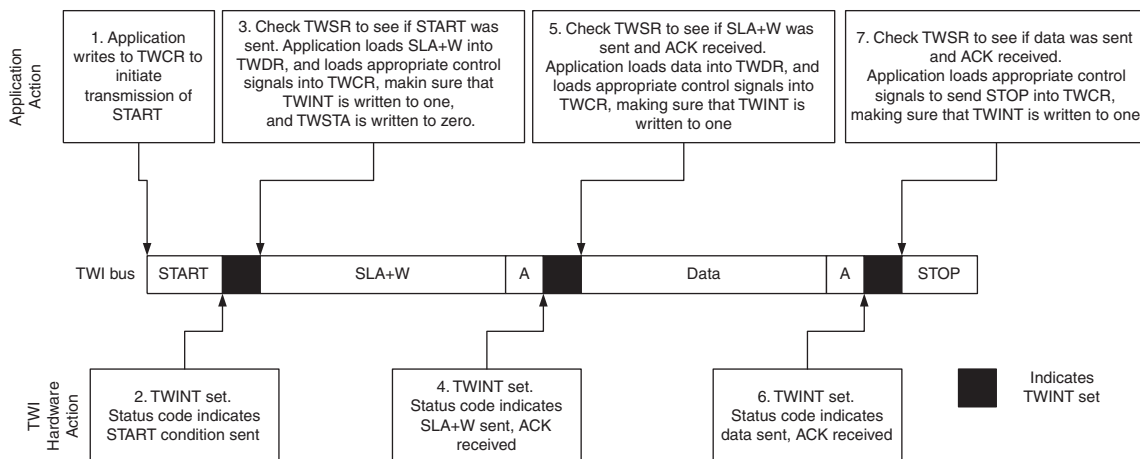 Application
Action
1. Application
writes to TWCR to
initiate
transmission of
START
3. Check TWSR to see if START was
sent. Application loads SLA+W into
TWDR, and loads appropriate control
signals into TWCR, makin sure that
TWINT is written to one,
and TWSTA is written to zero.
5. Check TWSR to see if SLA+W was
sent and ACK received.
Application loads data into TWDR, and
loads appropriate control signals into
TWCR, making sure that TWINT is
written to one
7. Check TWSR to see if data was sent
and ACK received.
Application loads appropriate control
signals to send STOP into TWCR,
making sure that TWINT is written to one
TWI bus
START
SLA+W
A
Data
A
STOP
TWI
Hardware
Action
2. TWINT set.
Status code indicates
START condition sent
4. TWINT set.
Status code indicates
SLA+W sent, ACK
received
6. TWINT set.
Status code indicates
data sent, ACK received
Indicates
TWINT set